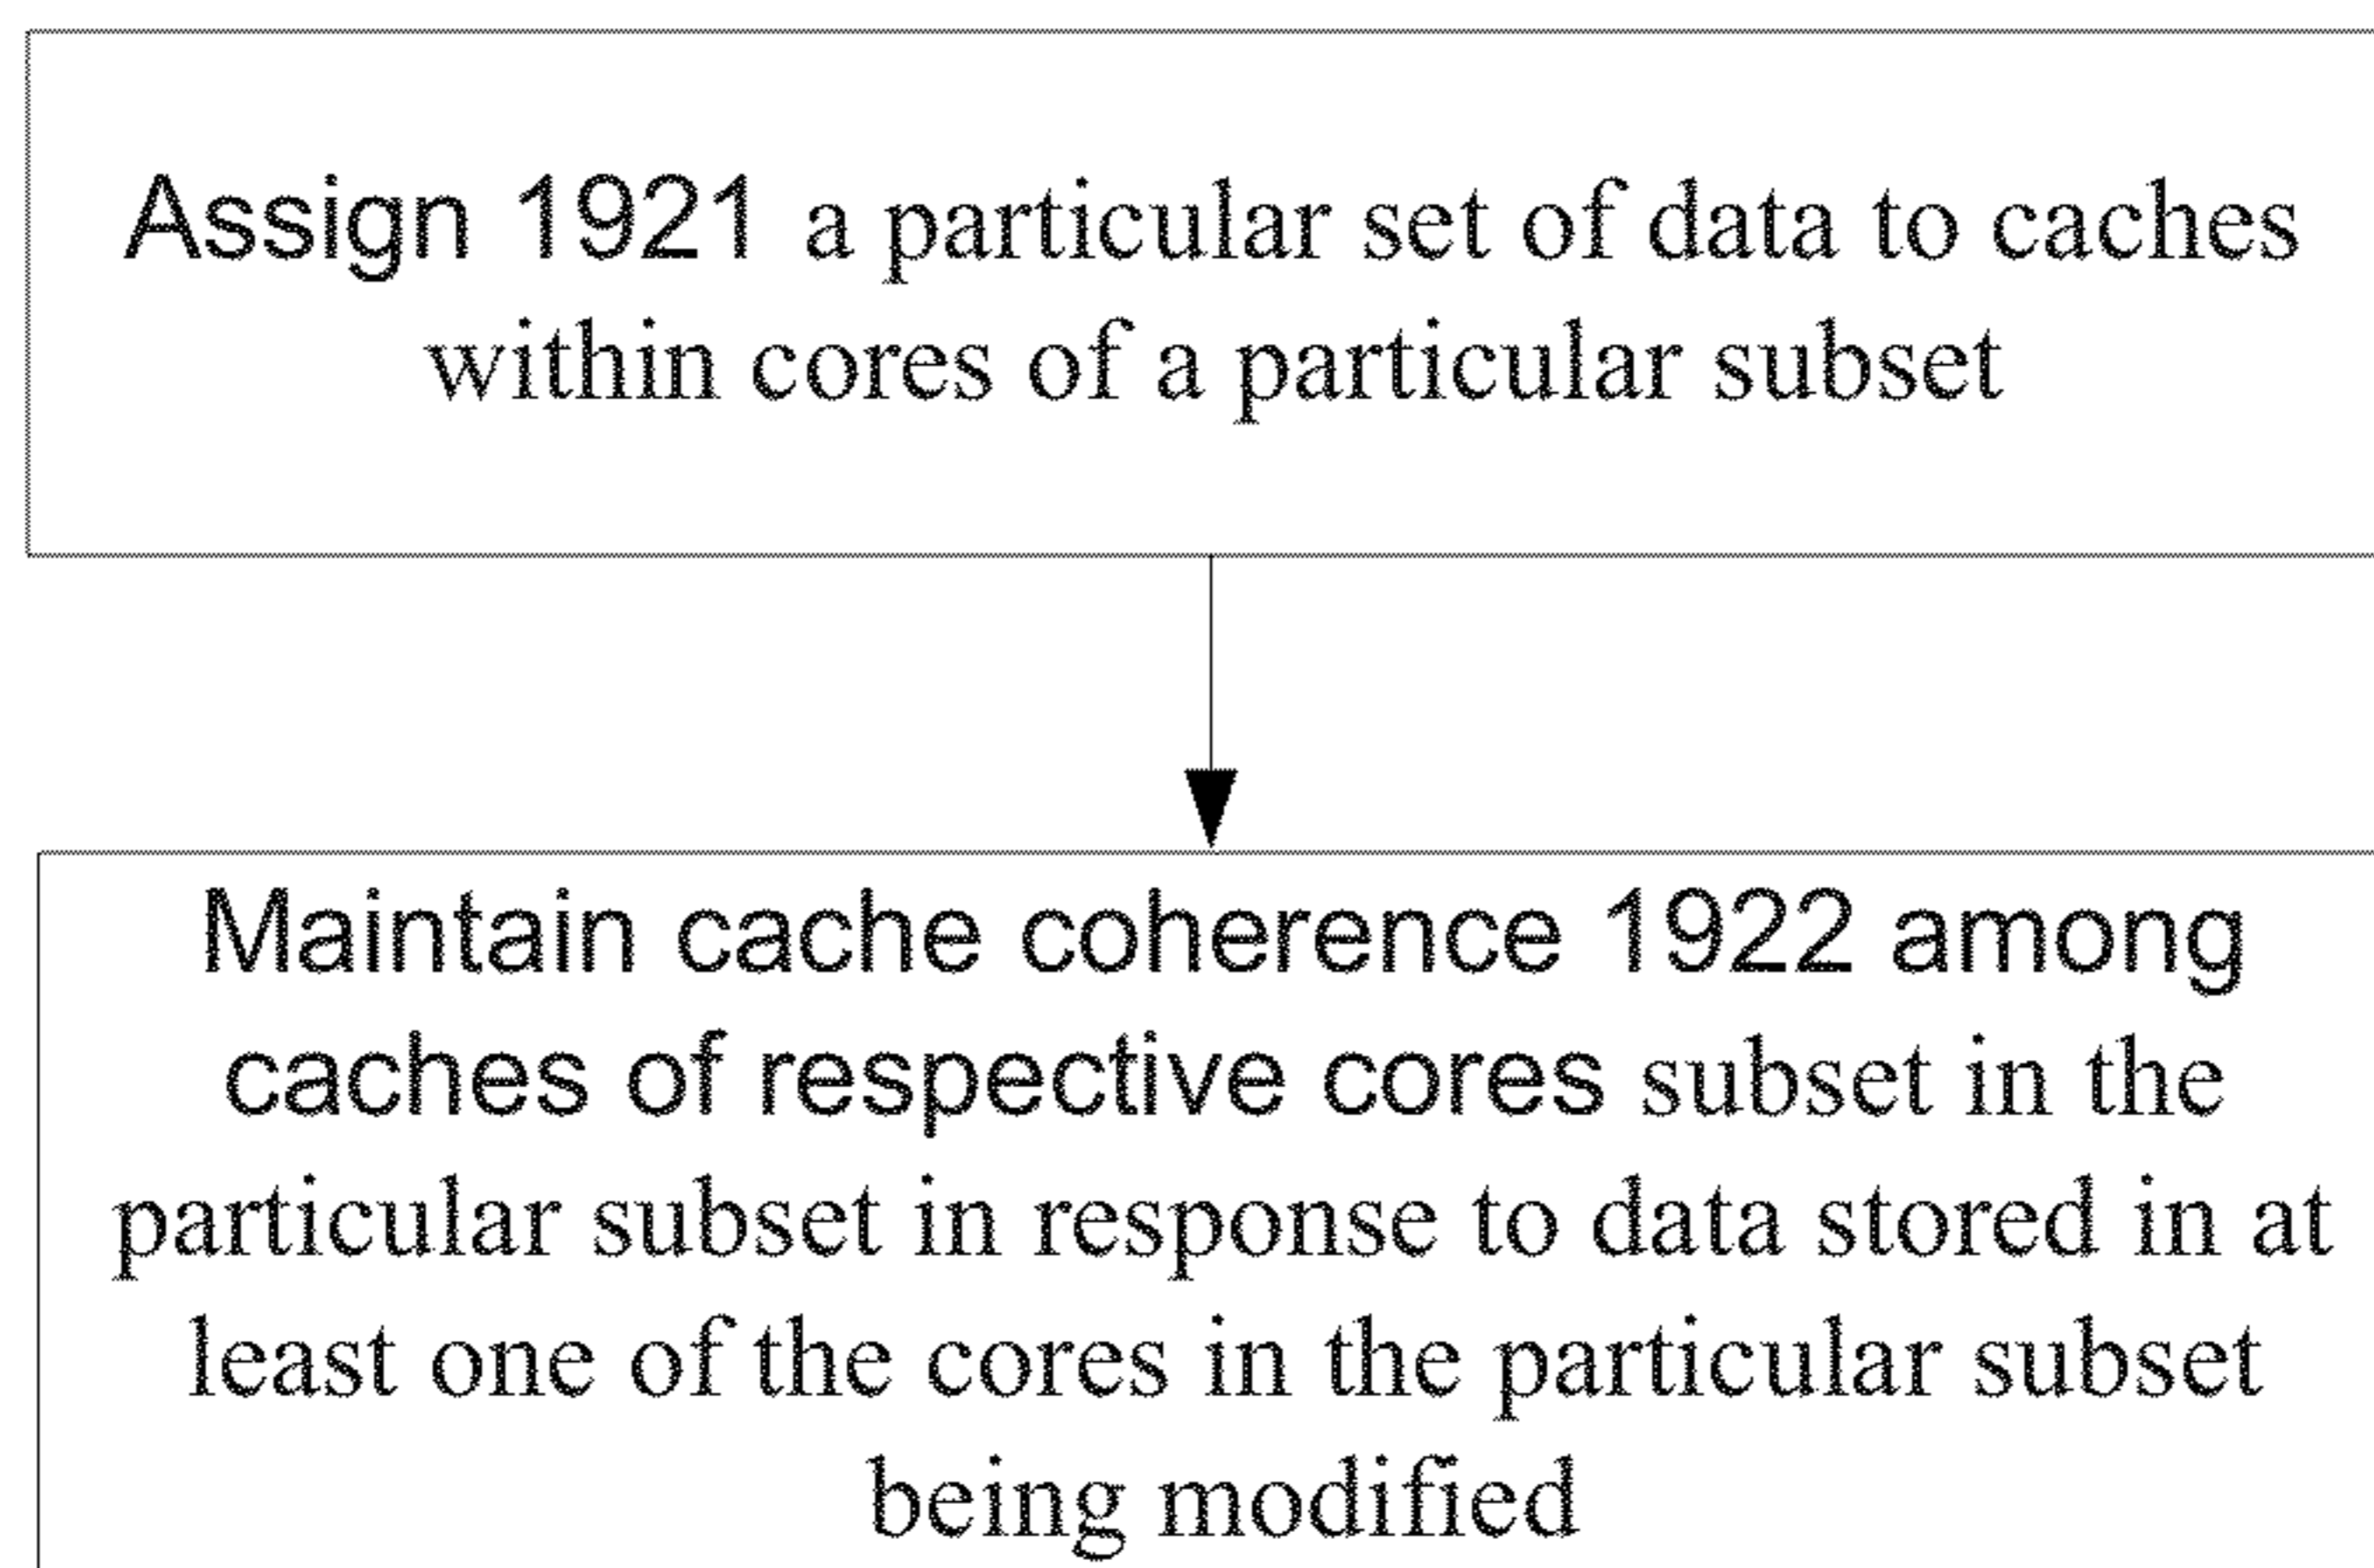 Assign 1921 a particular set of data to caches
within cores of a particular subset
Maintain cache coherence 1922 among
caches of respective cores subset in the
particular subset in response to data stored in at
least one of the cores in the particular subset
being modified